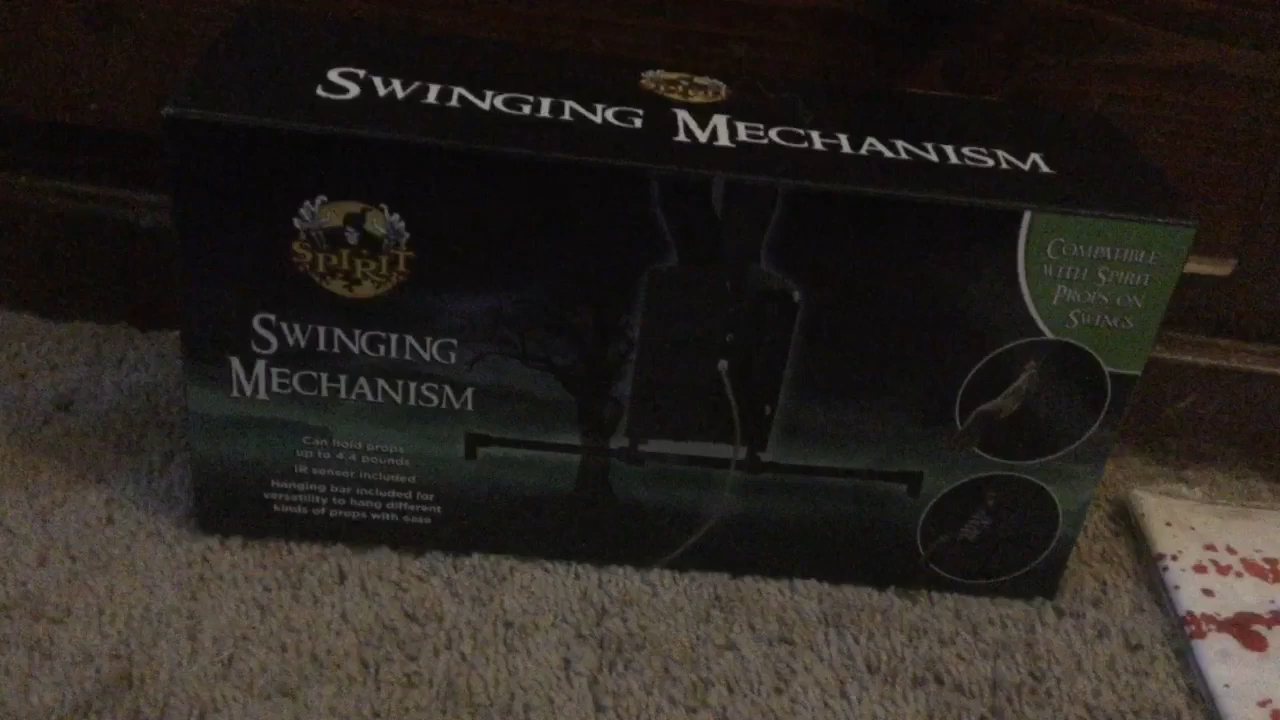 SWINGING MECHANISM
SPIRIT
SPIRIT
SWINGING
MECHANISM
Can hold props
up to 4.4 pounds
IR sensor included
Hanging bar included for
versatility to hang different
kinds of props with ease
COMPATIBLE
WITH SPIRIT
PROPS ON
SWINGS